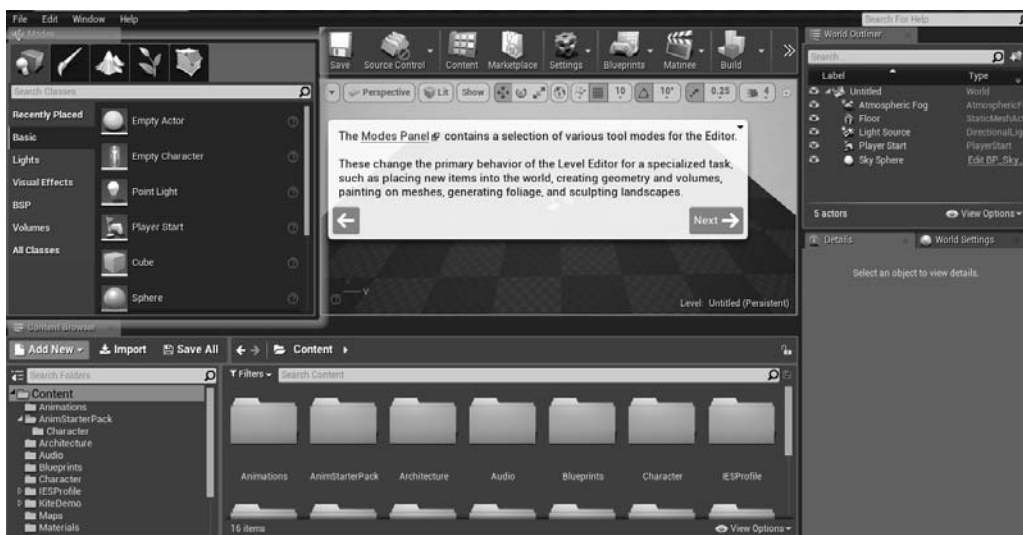 File Edit Window Help
Search For Help
Modes
Search Classes
Recently Placed
Basic
Lights
Visual Effects
BSP
Volumes
All Classes
Empty Actor
Empty Character
Point Light
Player Start
Cube
Sphere
Save Source Control Content Marketplace Settings Blueprints Matinee Build
Perspective Lit Show 10 10° 0.25 4
The Modes Panel contains a selection of various tool modes for the Editor.
These change the primary behavior of the Level Editor for a specialized task,
such as placing new items into the world, creating geometry and volumes,
painting on meshes, generating foliage, and sculpting landscapes.
Next
Level: Untitled (Persistent)
World Outliner
Search...
Label Type
Untitled World
Atmospheric Fog AtmosphericF
Floor StaticMeshAc
Light Source DirectionalLig
Player Start PlayerStart
Sky Sphere Edit BP_Sky
5 actors View Options
Details World Settings
Select an object to view details.
Content Browser
Add New Import Save All Content
Search Folders
Content
Animations
AnimStarterPack
Character
Architecture
Audio
Blueprints
Character
IESProfile
KiteDemo
Maps
Materials
Filters Search Content
Animations AnimStarterPack Architecture Audio Blueprints Character IESProfile
16 items View Options